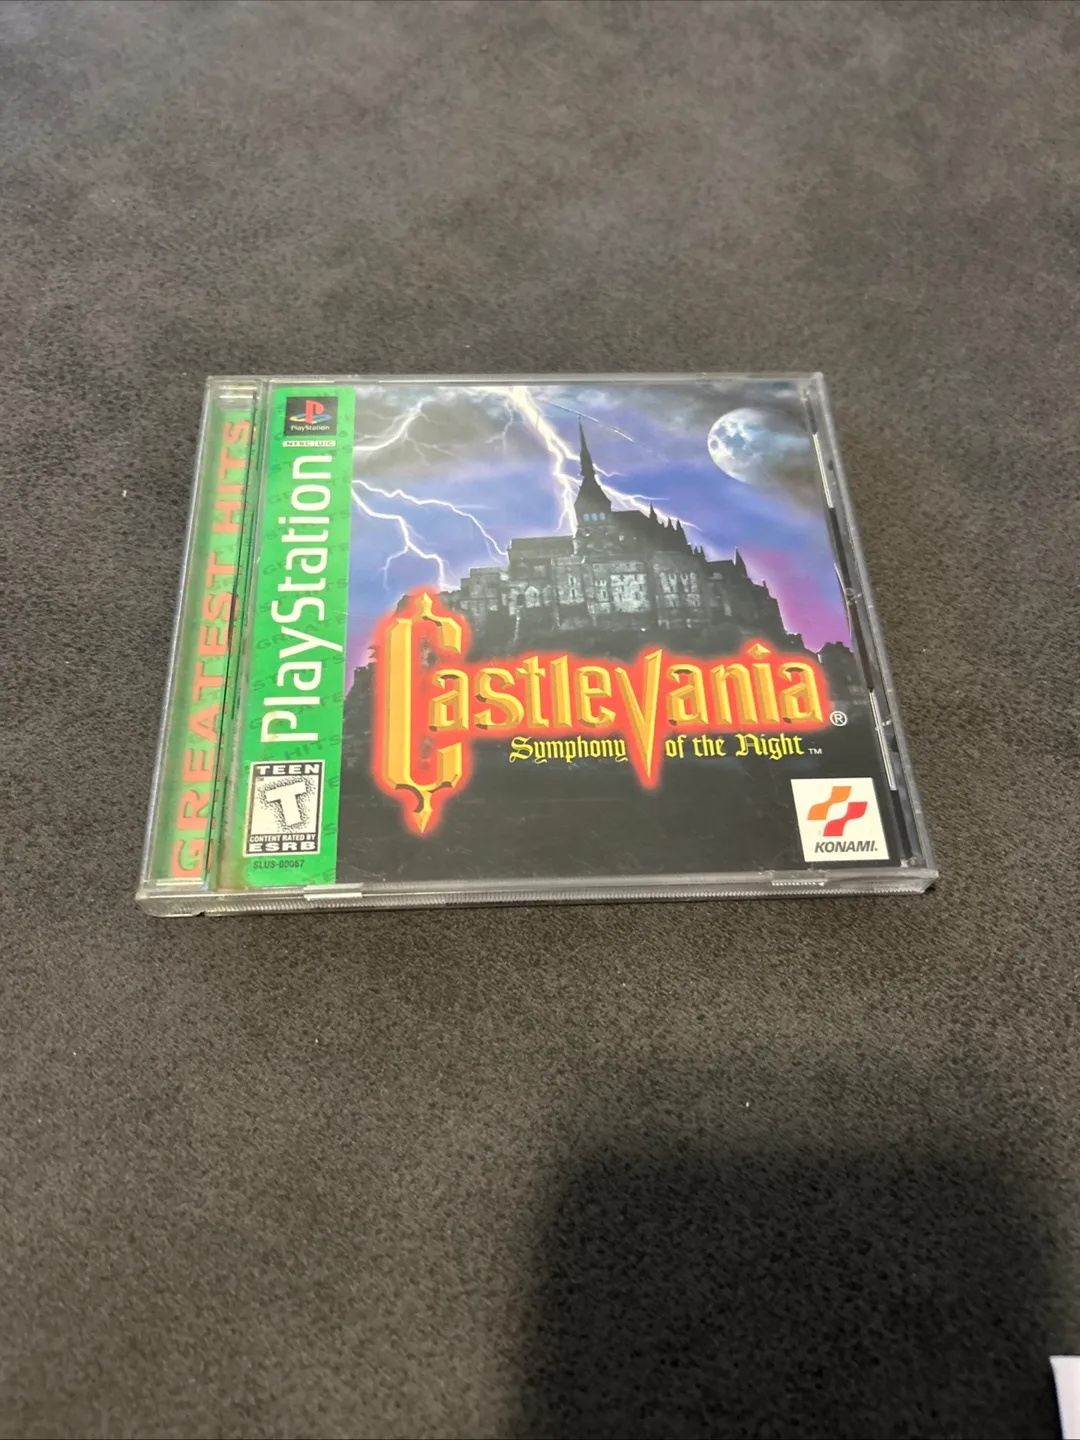 GREATEST HITS
PlayStation
NTSC U/C
PlayStation
TEEN
T
CONTENT RATED BY
ESRB
SLUS-00067
Castlevania®
Symphony of the Night™
KONAMI.